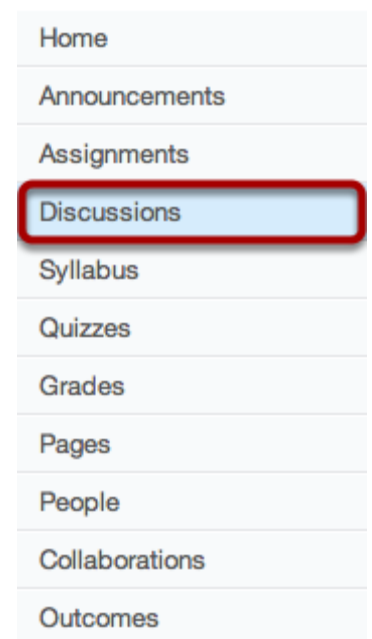 Home
Announcements
Assignments
Discussions
Syllabus
Quizzes
Grades
Pages
People
Collaborations
Outcomes